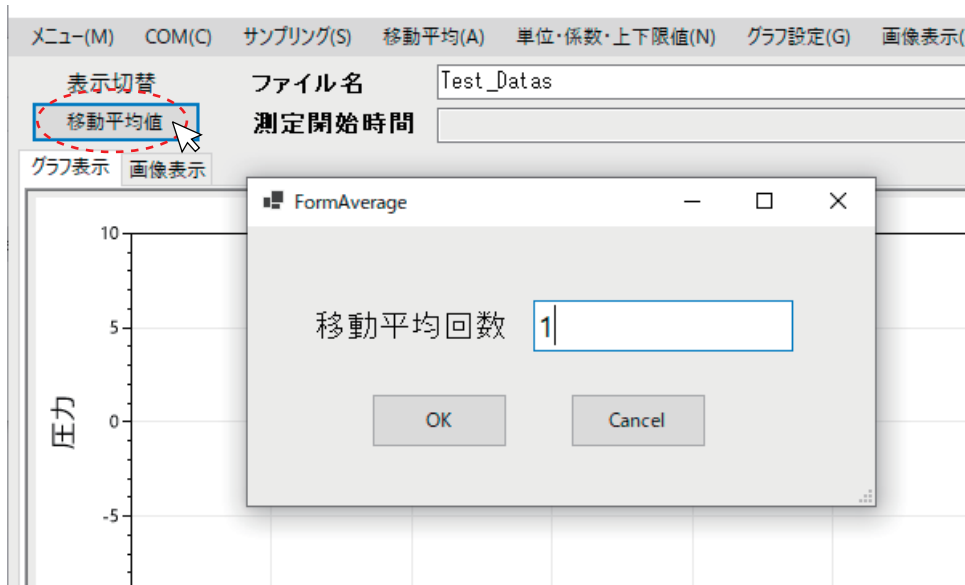 メニュー(M) COM(C) サンプリング(S) 移動平均(A) 単位・係数・上下限値(N) グラフ設定(G) 画像表示(
表示切替 ファイル名 Test_Datas
移動平均値 測定開始時間
グラフ表示 画像表示
FormAverage
移動平均回数 1
OK Cancel
10
5
0
-5
圧力